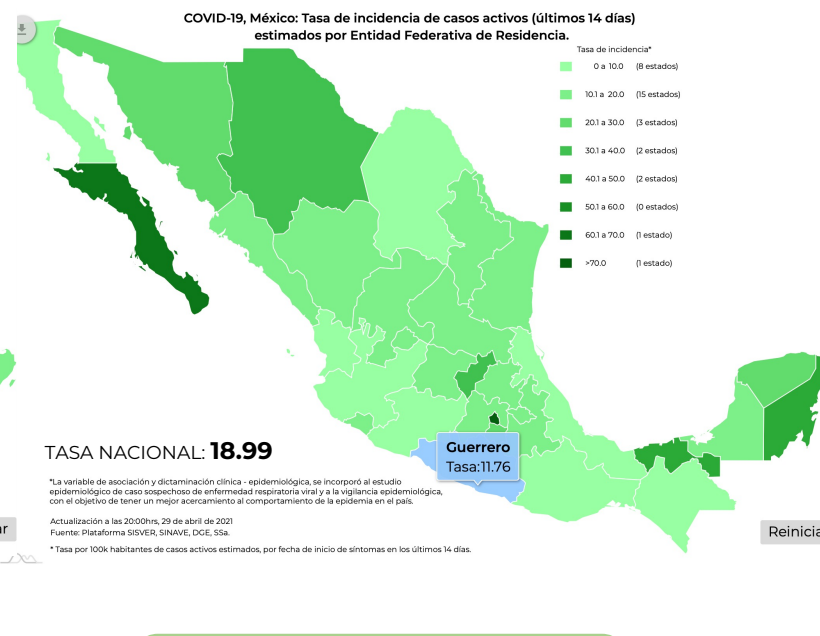 COVID-19, México: Tasa de incidencia de casos activos (últimos 14 días)
estimados por Entidad Federativa de Residencia.
Tasa de incidencia*
0 a 10.0 (8 estados)
10.1 a 20.0 (15 estados)
20.1 a 30.0 (3 estados)
30.1 a 40.0 (2 estados)
40.1 a 50.0 (2 estados)
50.1 a 60.0 (0 estados)
60.1 a 70.0 (1 estado)
>70.0 (1 estado)
Guerrero
Tasa:11.76
TASA NACIONAL: 18.99
*La variable de asociación y dictaminación clínica - epidemiológica, se incorporó al estudio
epidemiológico de caso sospechoso de enfermedad respiratoria viral y a la vigilancia epidemiológica,
con el objetivo de tener un mejor acercamiento al comportamiento de la epidemia en el país.
Actualización a las 20:00hrs, 29 de abril de 2021
Fuente: Plataforma SISVER, SINAVE, DGE, SSa.
* Tasa por 100k habitantes de casos activos estimados, por fecha de inicio de síntomas en los últimos 14 días.
ar
Reinicia